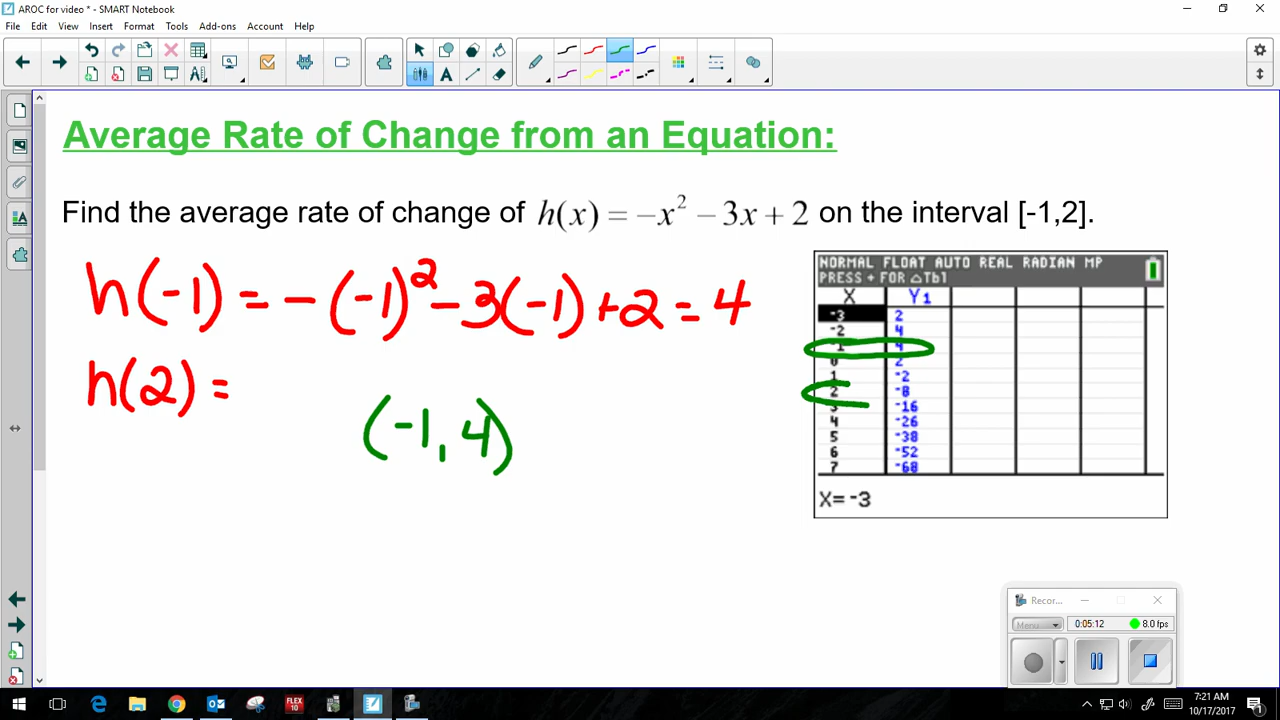 AROC for video * - SMART Notebook
File Edit View Insert Format Tools Add-ons Account Help
Average Rate of Change from an Equation:
Find the average rate of change of h(x) = −x² − 3x + 2 on the interval [-1,2].
h(-1) = -(-1)² - 3(-1) + 2 = 4
h(2) =
(-1, 4)
NORMAL FLOAT AUTO REAL RADIAN MP
PRESS + FOR △Tbl
X Y1
-3 2
-2 4
-1 4
0 2
1 -2
2 -8
3 -16
4 -26
5 -38
6 -52
7 -68
X= -3
Recor...
Menu 0:05:12 8.0 fps
FLEX 10
7:21 AM
10/17/2017